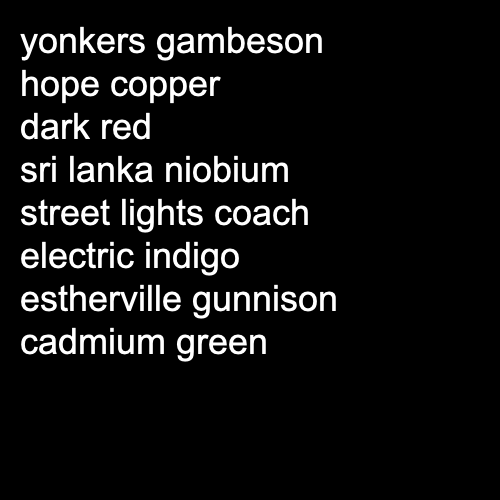 yonkers gambeson
hope copper
dark red
sri lanka niobium
street lights coach
electric indigo
estherville gunnison
cadmium green